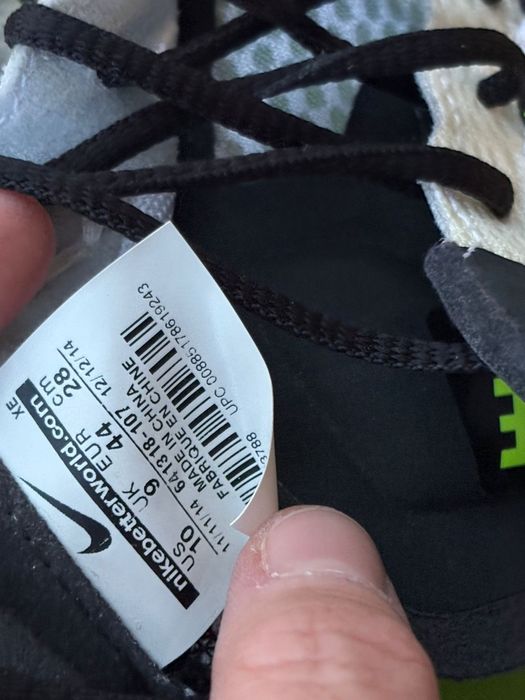 XE
nikebetterworld.com
US UK EUR cm
10 9 44 28
11/11/14 641318-107 12/12/14
MADE IN CHINA
FABRIQUE EN CHINE
3788
UPC 00885178619243